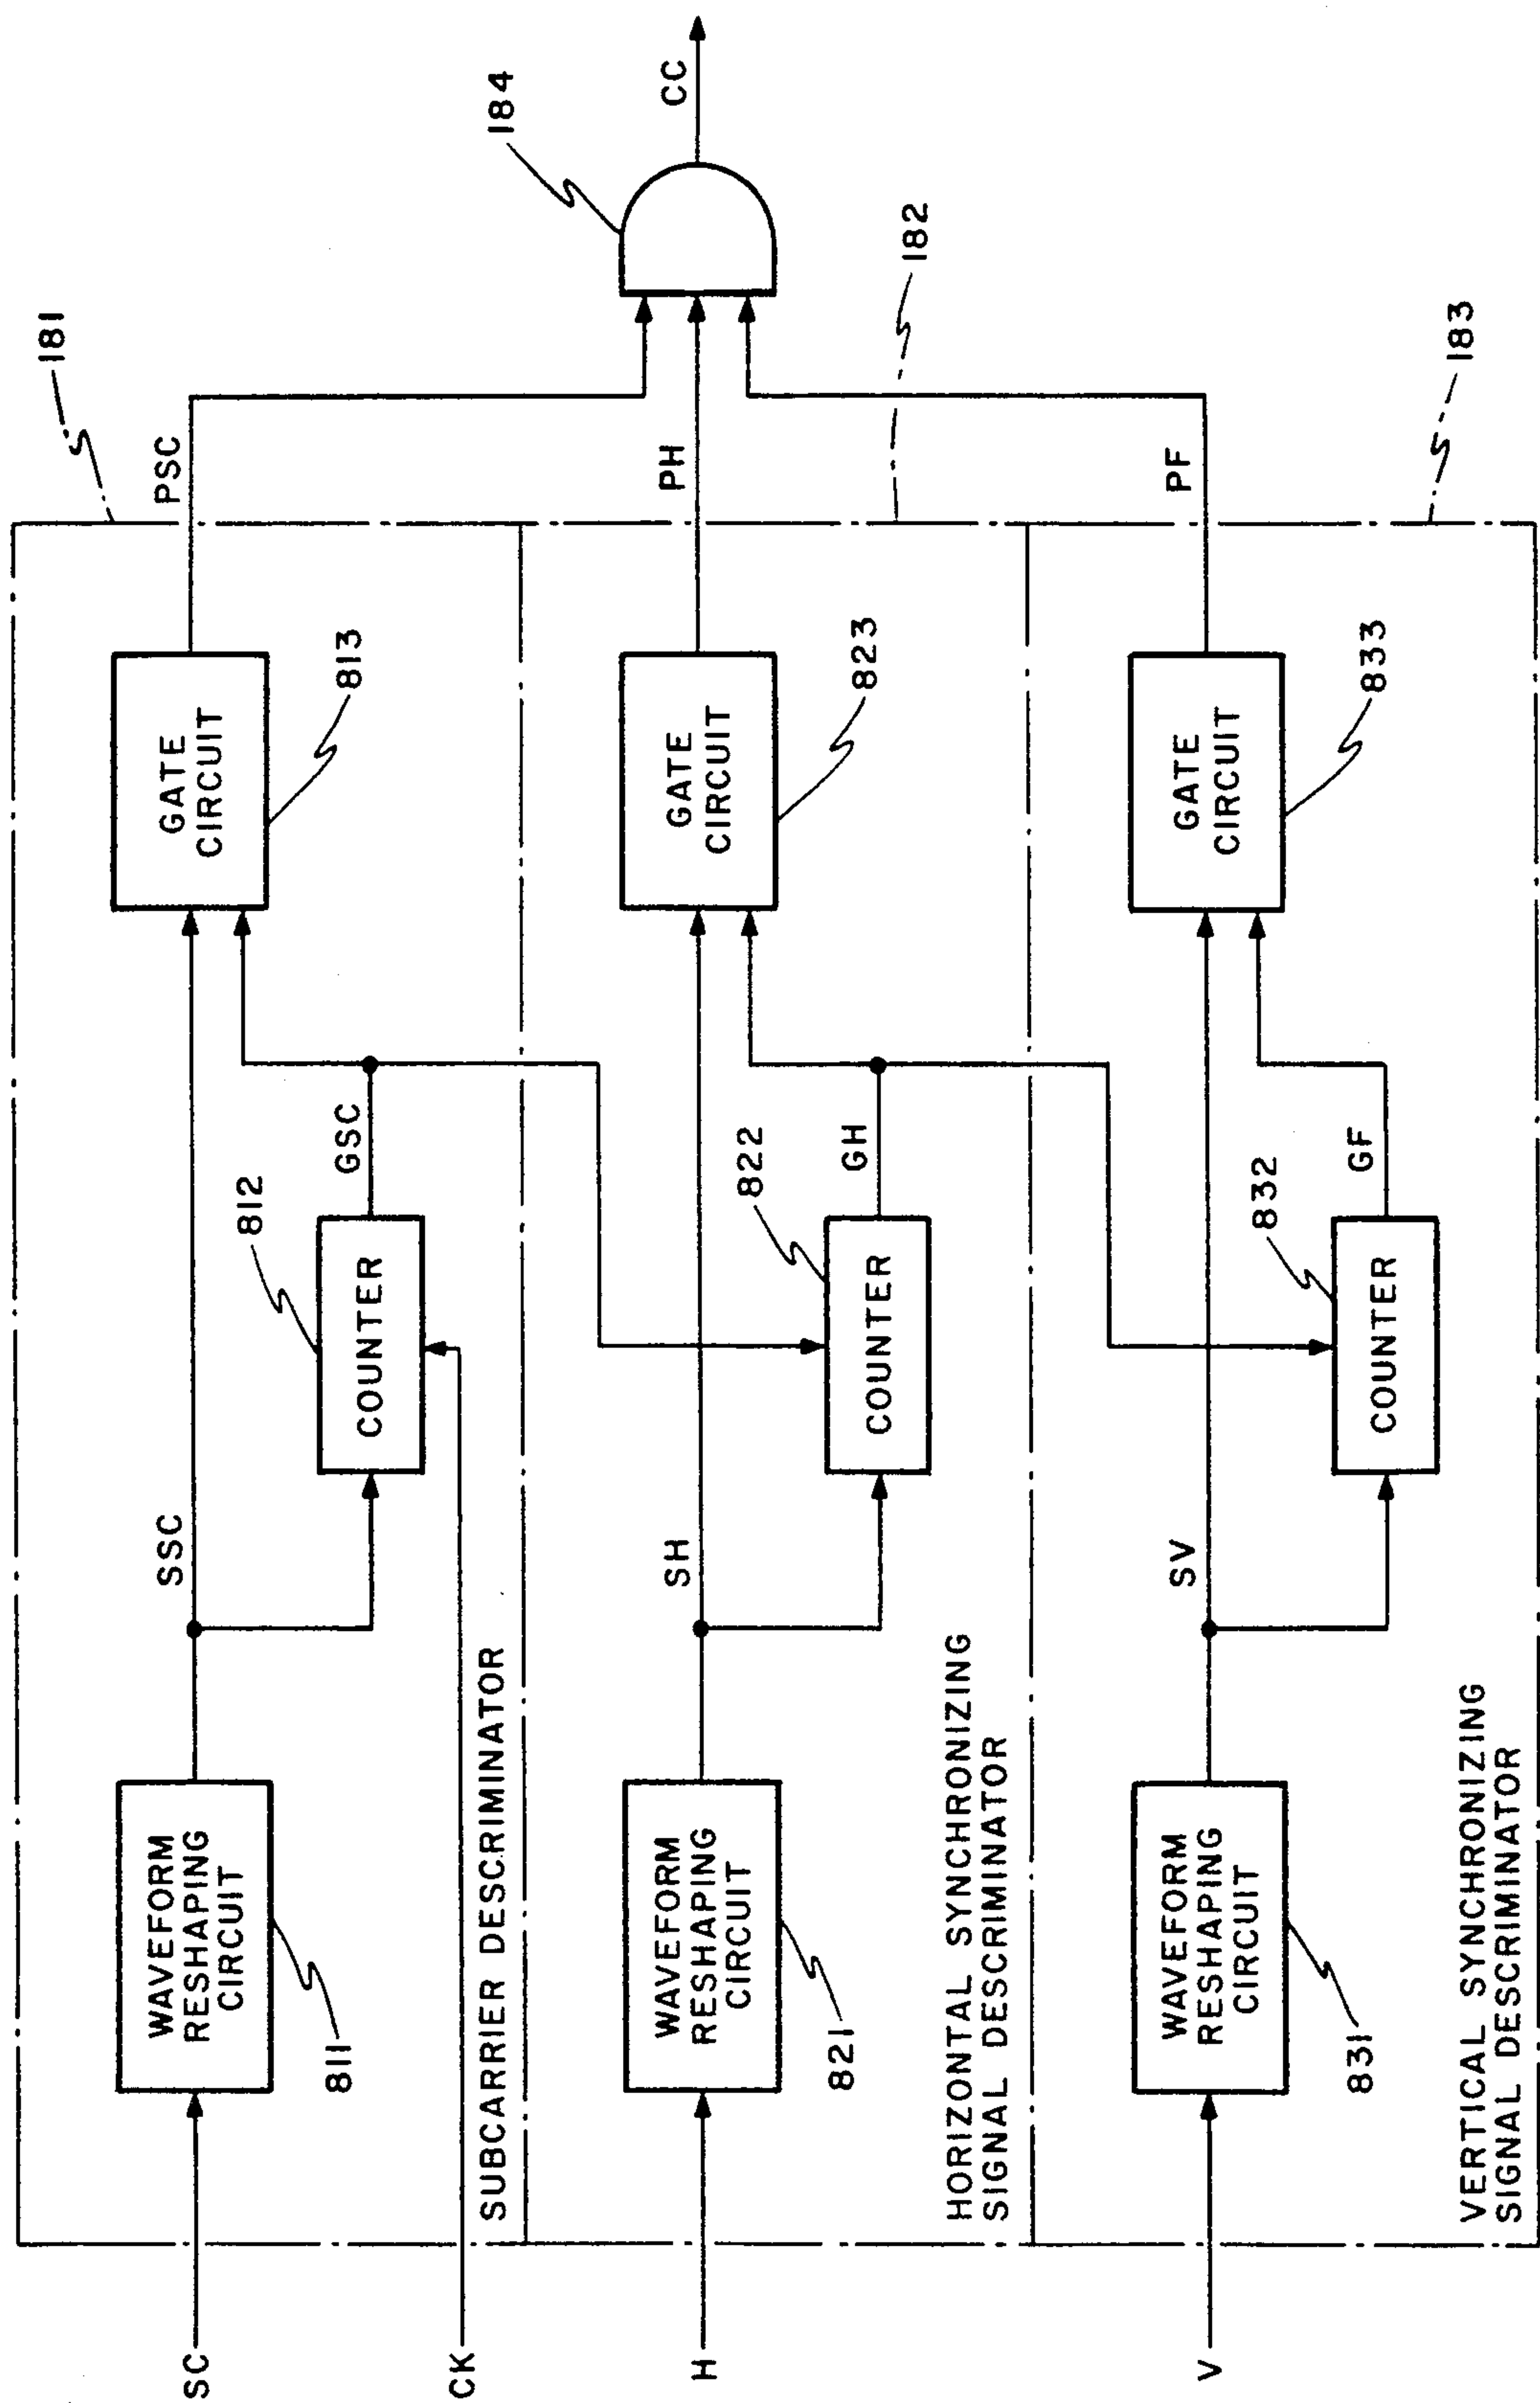 SC
CK
H
V
WAVEFORM
RESHAPING
CIRCUIT
811
SSC
COUNTER
812
GSC
GATE
CIRCUIT
813
SUBCARRIER DESCRIMINATOR
181
PSC
WAVEFORM
RESHAPING
CIRCUIT
821
SH
COUNTER
822
GH
GATE
CIRCUIT
823
HORIZONTAL SYNCHRONIZING
SIGNAL DESCRIMINATOR
182
PH
WAVEFORM
RESHAPING
CIRCUIT
831
SV
COUNTER
832
GF
GATE
CIRCUIT
833
VERTICAL SYNCHRONIZING
SIGNAL DESCRIMINATOR
183
PF
184
CC